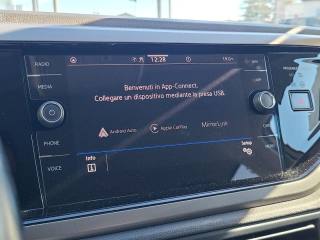 RADIO
MEDIA
PHONE
VOICE
12:28
Benvenuti in App-Connect.
Collegare un dispositivo mediante la presa USB.
Android Auto
Apple CarPlay
MirrorLink
Info
Setup